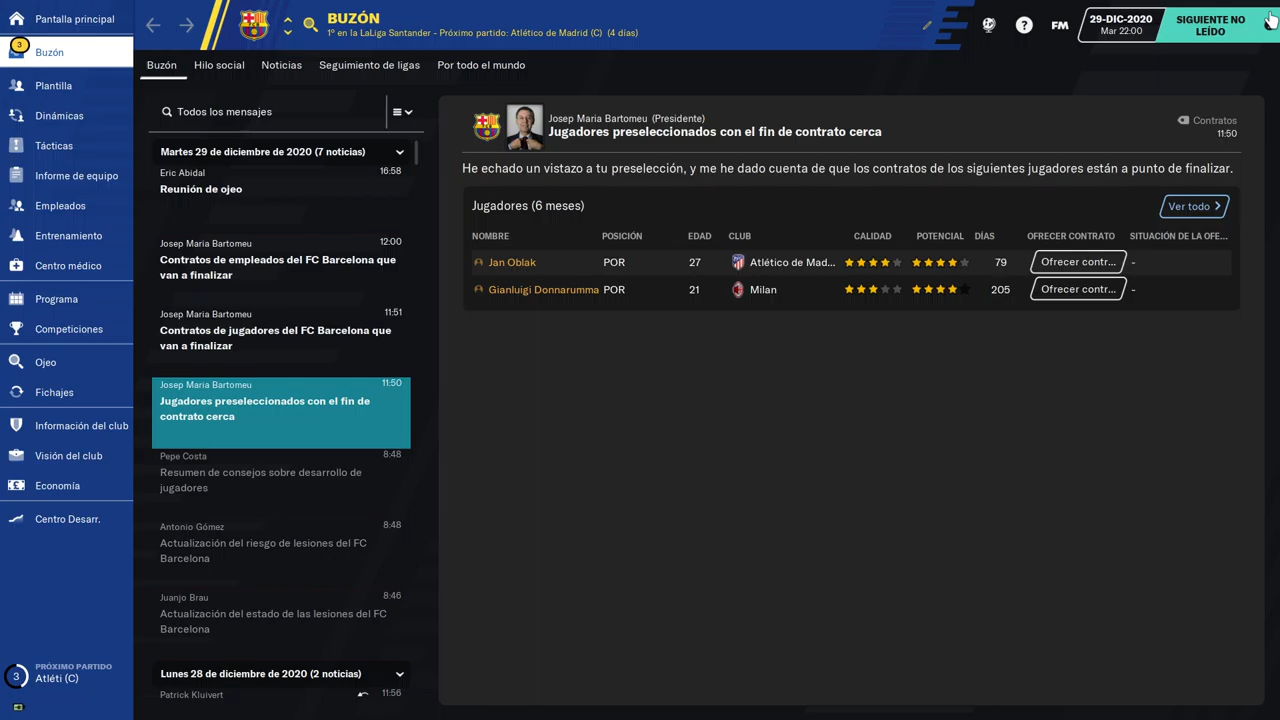 Pantalla principal
3
Buzón
Plantilla
Dinámicas
Tácticas
Informe de equipo
Empleados
Entrenamiento
Centro médico
Programa
Competiciones
Ojeo
Fichajes
Información del club
Visión del club
Economía
Centro Desarr.
PRÓXIMO PARTIDO
3
Atléti (C)
BUZÓN
1º en la LaLiga Santander - Próximo partido: Atlético de Madrid (C) (4 días)
?
FM
29-DIC-2020
Mar 22:00
SIGUIENTE NO
LEÍDO
Buzón
Hilo social
Noticias
Seguimiento de ligas
Por todo el mundo
Todos los mensajes
Martes 29 de diciembre de 2020 (7 noticias)
Eric Abidal 16:58
Reunión de ojeo
Josep Maria Bartomeu 12:00
Contratos de empleados del FC Barcelona que
van a finalizar
Josep Maria Bartomeu 11:51
Contratos de jugadores del FC Barcelona que
van a finalizar
Josep Maria Bartomeu 11:50
Jugadores preseleccionados con el fin de
contrato cerca
Pepe Costa 8:48
Resumen de consejos sobre desarrollo de
jugadores
Antonio Gómez 8:48
Actualización del riesgo de lesiones del FC
Barcelona
Juanjo Brau 8:46
Actualización del estado de las lesiones del FC
Barcelona
Lunes 28 de diciembre de 2020 (2 noticias)
Patrick Kluivert 11:56
Josep Maria Bartomeu (Presidente)
Jugadores preseleccionados con el fin de contrato cerca
Contratos
11:50
He echado un vistazo a tu preselección, y me he dado cuenta de que los contratos de los siguientes jugadores están a punto de finalizar.
Jugadores (6 meses)
Ver todo
NOMBRE POSICIÓN EDAD CLUB CALIDAD POTENCIAL DÍAS OFRECER CONTRATO SITUACIÓN DE LA OFE...
Jan Oblak POR 27 Atlético de Mad... 79 Ofrecer contr... -
Gianluigi Donnarumma POR 21 Milan 205 Ofrecer contr... -